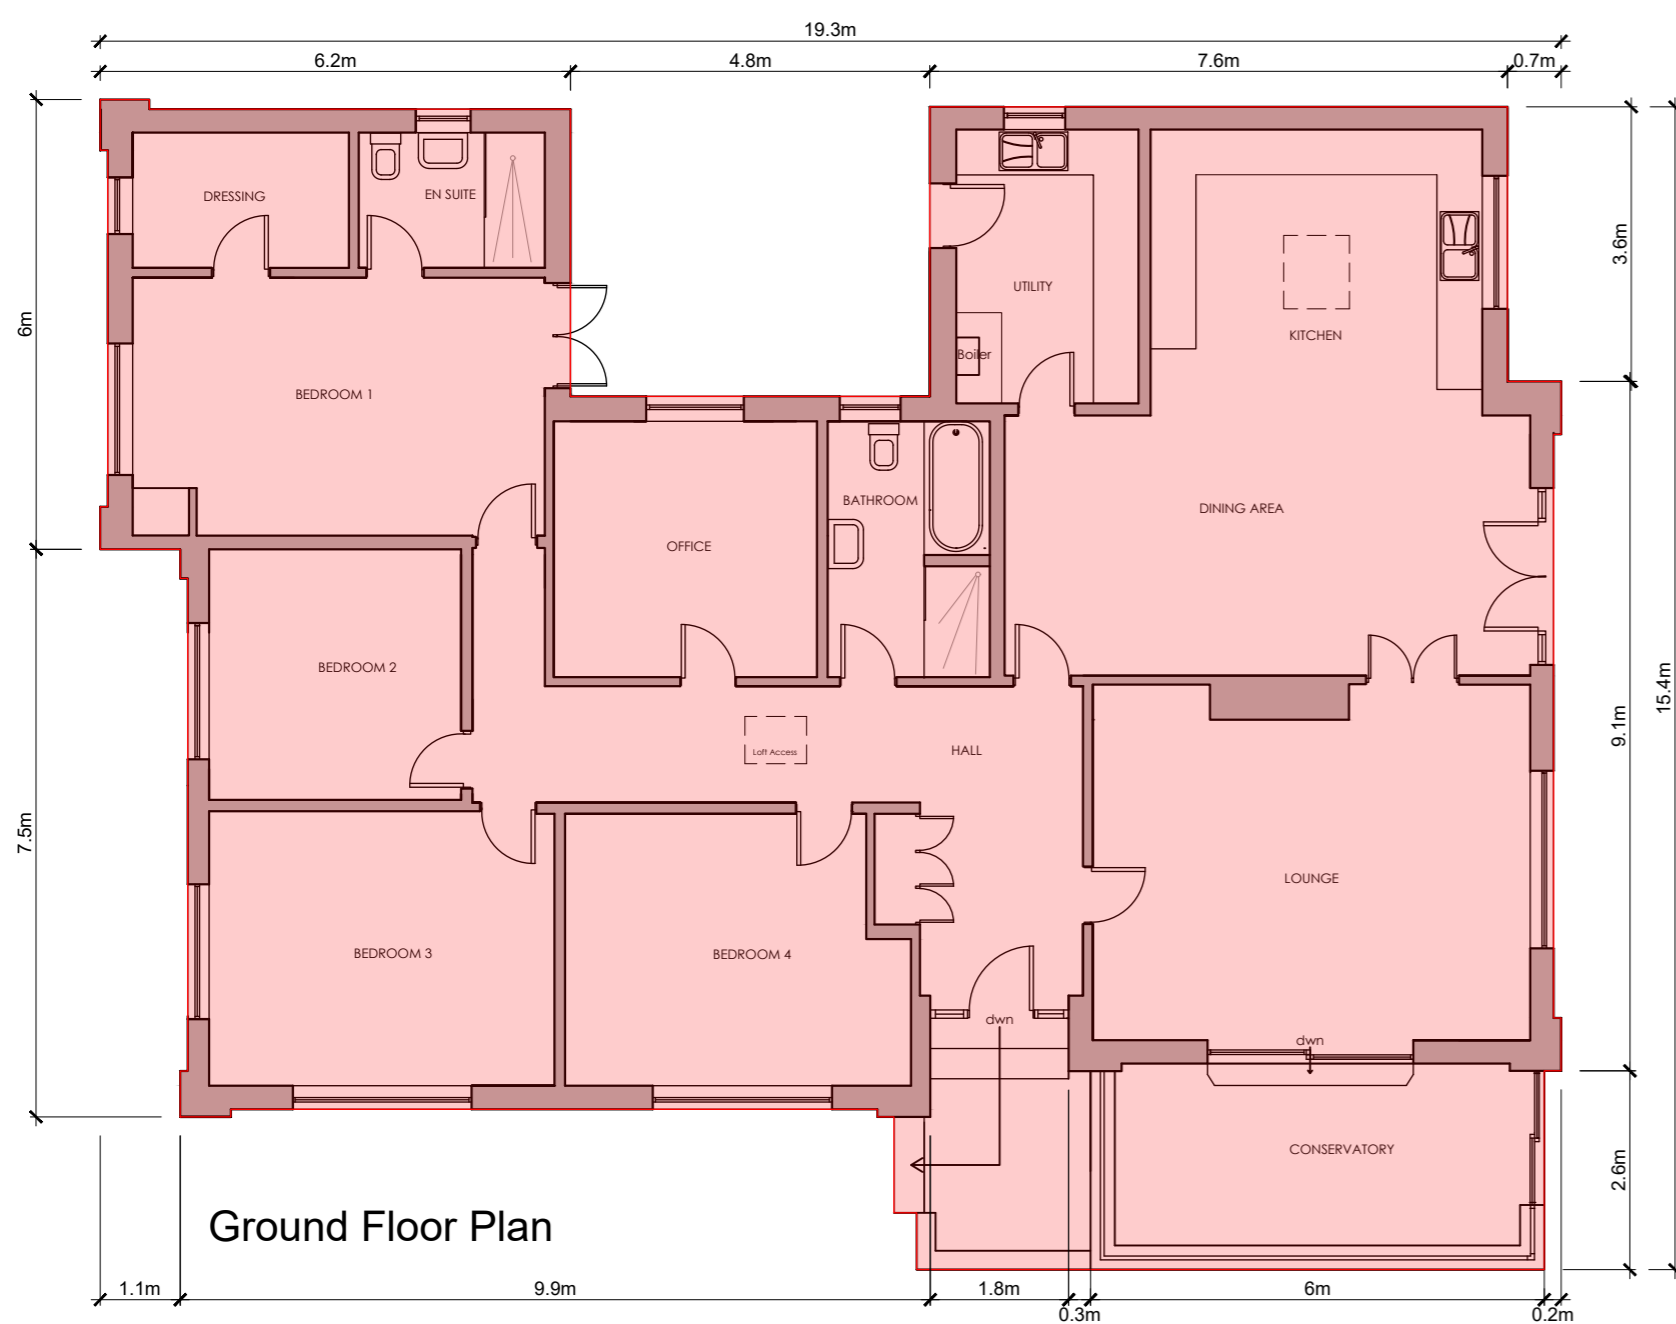 19.3m
6.2m
4.8m
7.6m
0.7m
DRESSING
EN SUITE
3.6m
UTILITY
6m
KITCHEN
Boiler
BEDROOM 1
BATHROOM
DINING AREA
OFFICE
BEDROOM 2
15.4m
9.1m
Loft Access
HALL
7.5m
LOUNGE
BEDROOM 3
BEDROOM 4
dwn
dwn
CONSERVATORY
2.6m
Ground Floor Plan
1.1m
9.9m
1.8m
6m
0.3m
0.2m